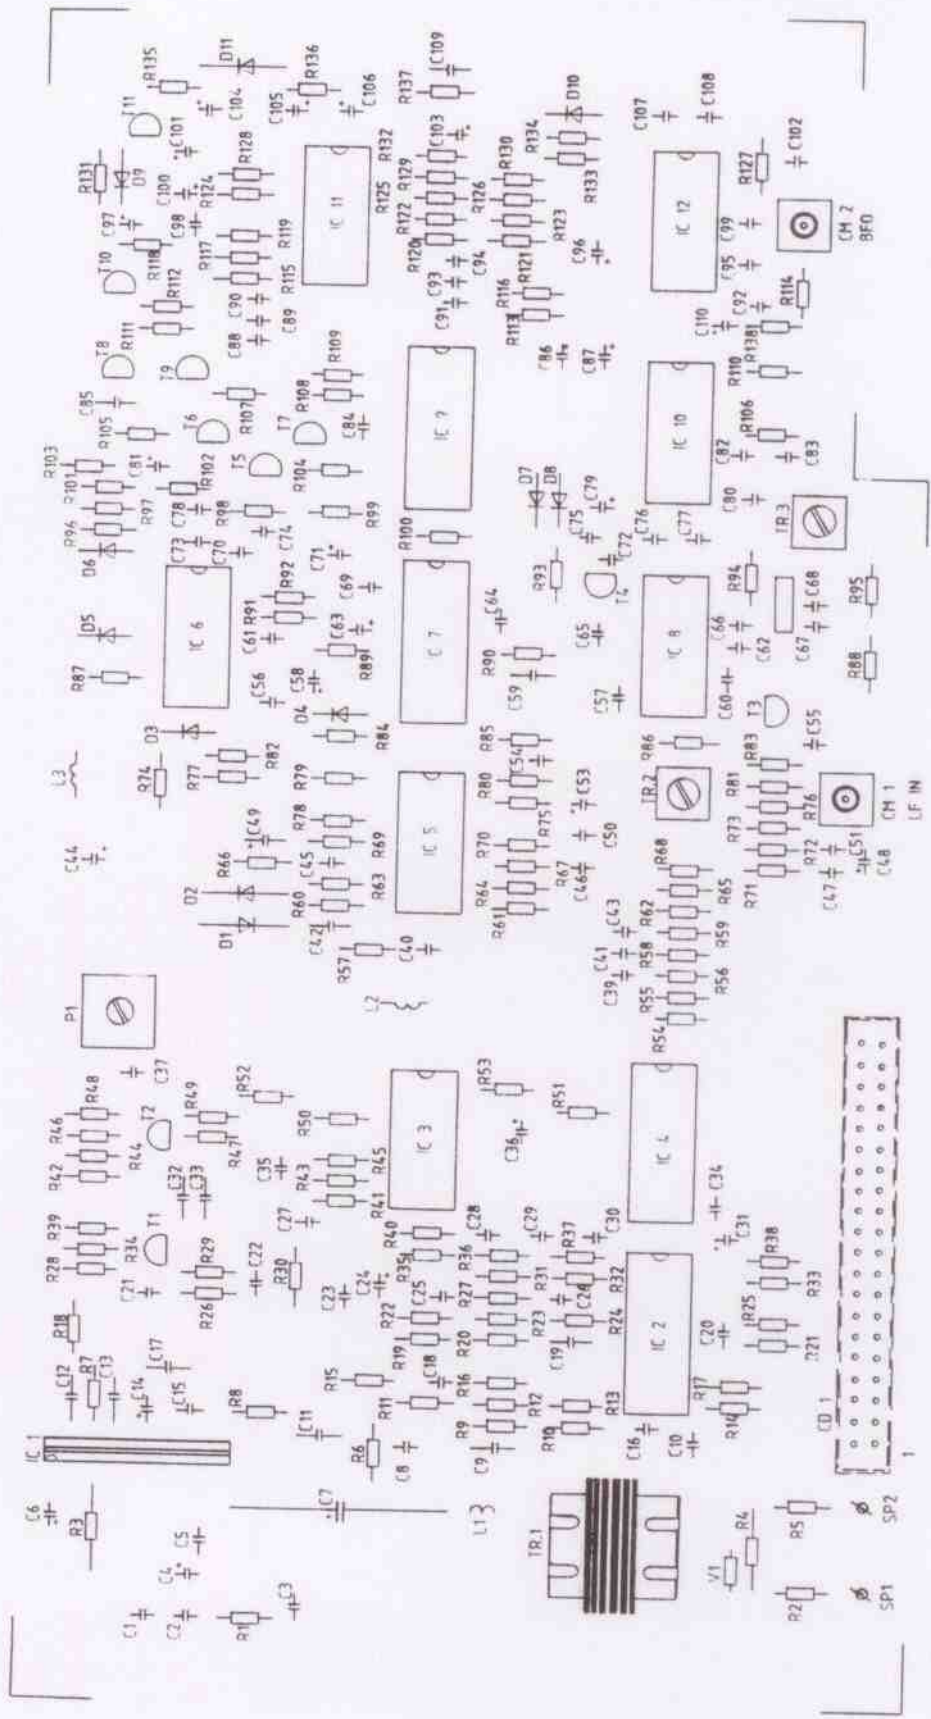 C6 IC 1 C12 R18 R28 R39 R42 R46 P1 C44 L3 R87 D5 D6 R96 R101 R103 R105 C85 T8 T10 C97 R131 T11 R135
R3 R7 C13 C14 C17 C21 R34 T1 R44 T2 R48 C37 R97 C81 R111 R112 R118 C100 D9 C101
C1 C2 C4 C5 C15 R26 R29 C32 C33 R47 R49 D2 D1 R74 D3 C73 C78 R102 T6 T9 R117 C98 R124 C104 D11
R1 C3 R8 C11 C22 R30 C27 C35 R52 R66 C49 R77 R82 IC 6 C70 R98 C74 T5 R107 C88 C90 R115 R119 R128 C105 R136
C7 R6 R15 C23 C24 R41 R43 R45 R50 C42 R60 C45 R78 R79 C56 C58 D4 C61 R91 R92 C71 R104 T7 R108 R109 C89 IC 11 C106
C8 R11 C18 R19 R22 C25 R35 R40 IC 3 L2 R57 C40 R63 R69 R84 R89 C63 C69 R99 C84 R120 R122 R125 R129 R132 R137
L1 C9 R9 R16 R20 R27 R36 C28 R53 IC 5 IC 7 R100 IC 9 C91 C93 C94 C103 C109
R10 R12 R23 R31 C29 C36 R51 R61 R64 R67 R70 R75 R80 R85 C54 C59 R90 C64 R113 R116 R121 R126 R130 R134
TR.1 C19 C26 R37 C46 C50 C53 R93 D7 D8 C86 R123 R133 D10
R13 R24 R32 C30 C39 C41 C43 C57 C65 T4 C72 C75 C79 C87 C96
C16 C10 IC 2 IC 4 R54 R55 R58 R62 R68 TR.2 R86 IC 8 C76 C77 IC 10 IC 12 C107
V1 R4 R14 R17 C20 C31 C34 R56 R59 R65 R71 R73 R81 R83 C60 T3 C66 R94 C80 C82 R106 R110 C110 C92 C95 C99 R127 C108
R2 R5 R21 R25 R33 R38 R72 R76 C55 C62 C67 C68 TR.3 C83 R138 R114 C102
CD 1 C47 C51 C48 R88 R95
SP1 SP2 1 CM 1 CM 2
LF IN BFO